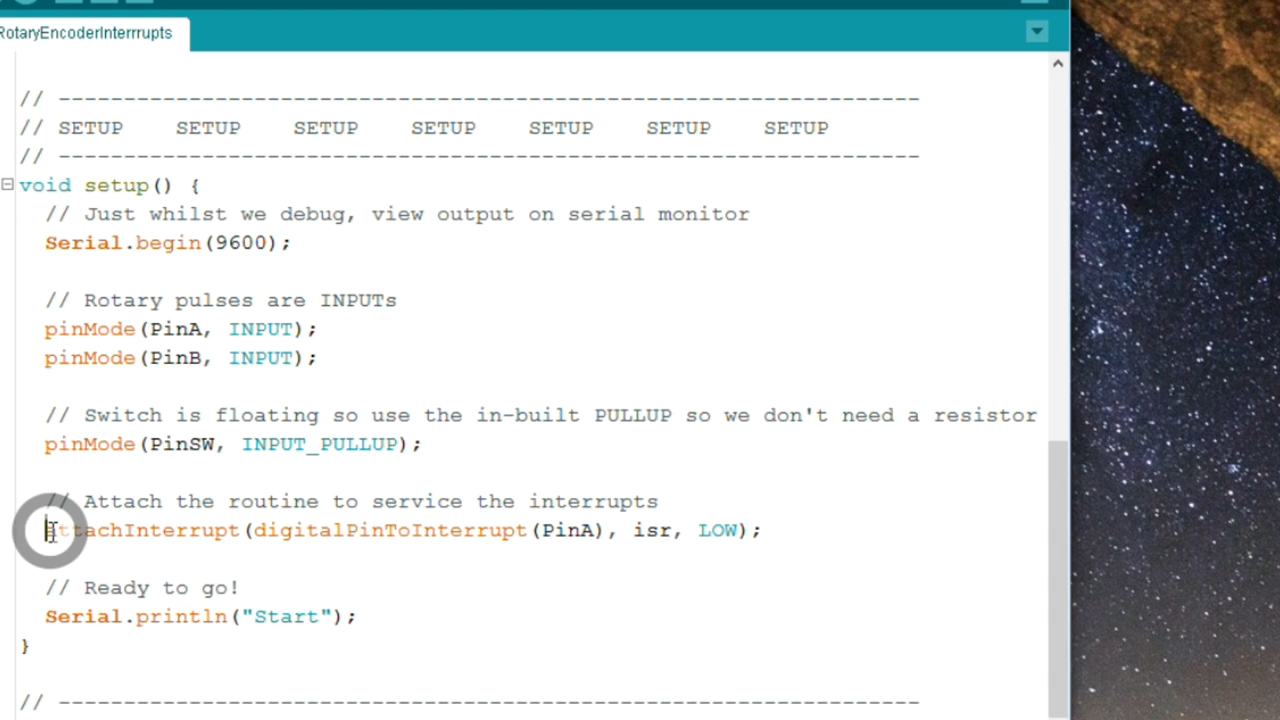 RotaryEncoderInterrrupts
// ------------------------------------------------------------------
// SETUP    SETUP    SETUP    SETUP    SETUP    SETUP    SETUP
// ------------------------------------------------------------------
void setup() {
  // Just whilst we debug, view output on serial monitor
  Serial.begin(9600);
  // Rotary pulses are INPUTs
  pinMode(PinA, INPUT);
  pinMode(PinB, INPUT);
  // Switch is floating so use the in-built PULLUP so we don't need a resistor
  pinMode(PinSW, INPUT_PULLUP);
  // Attach the routine to service the interrupts
  attachInterrupt(digitalPinToInterrupt(PinA), isr, LOW);
  // Ready to go!
  Serial.println("Start");
}
// ------------------------------------------------------------------